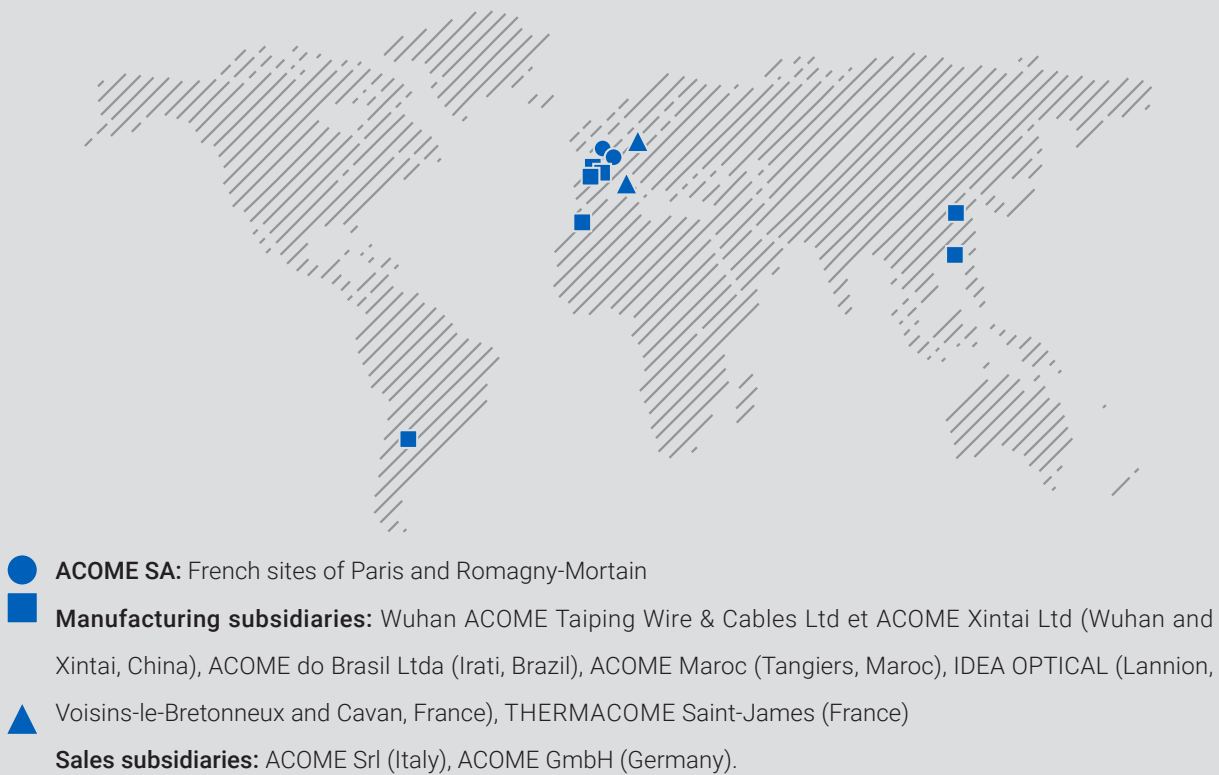 ACOME SA: French sites of Paris and Romagny-Mortain
Manufacturing subsidiaries: Wuhan ACOME Taiping Wire & Cables Ltd et ACOME Xintai Ltd (Wuhan and
Xintai, China), ACOME do Brasil Ltda (Irati, Brazil), ACOME Maroc (Tangiers, Maroc), IDEA OPTICAL (Lannion,
Voisins-le-Bretonneux and Cavan, France), THERMACOME Saint-James (France)
Sales subsidiaries: ACOME Srl (Italy), ACOME GmbH (Germany).